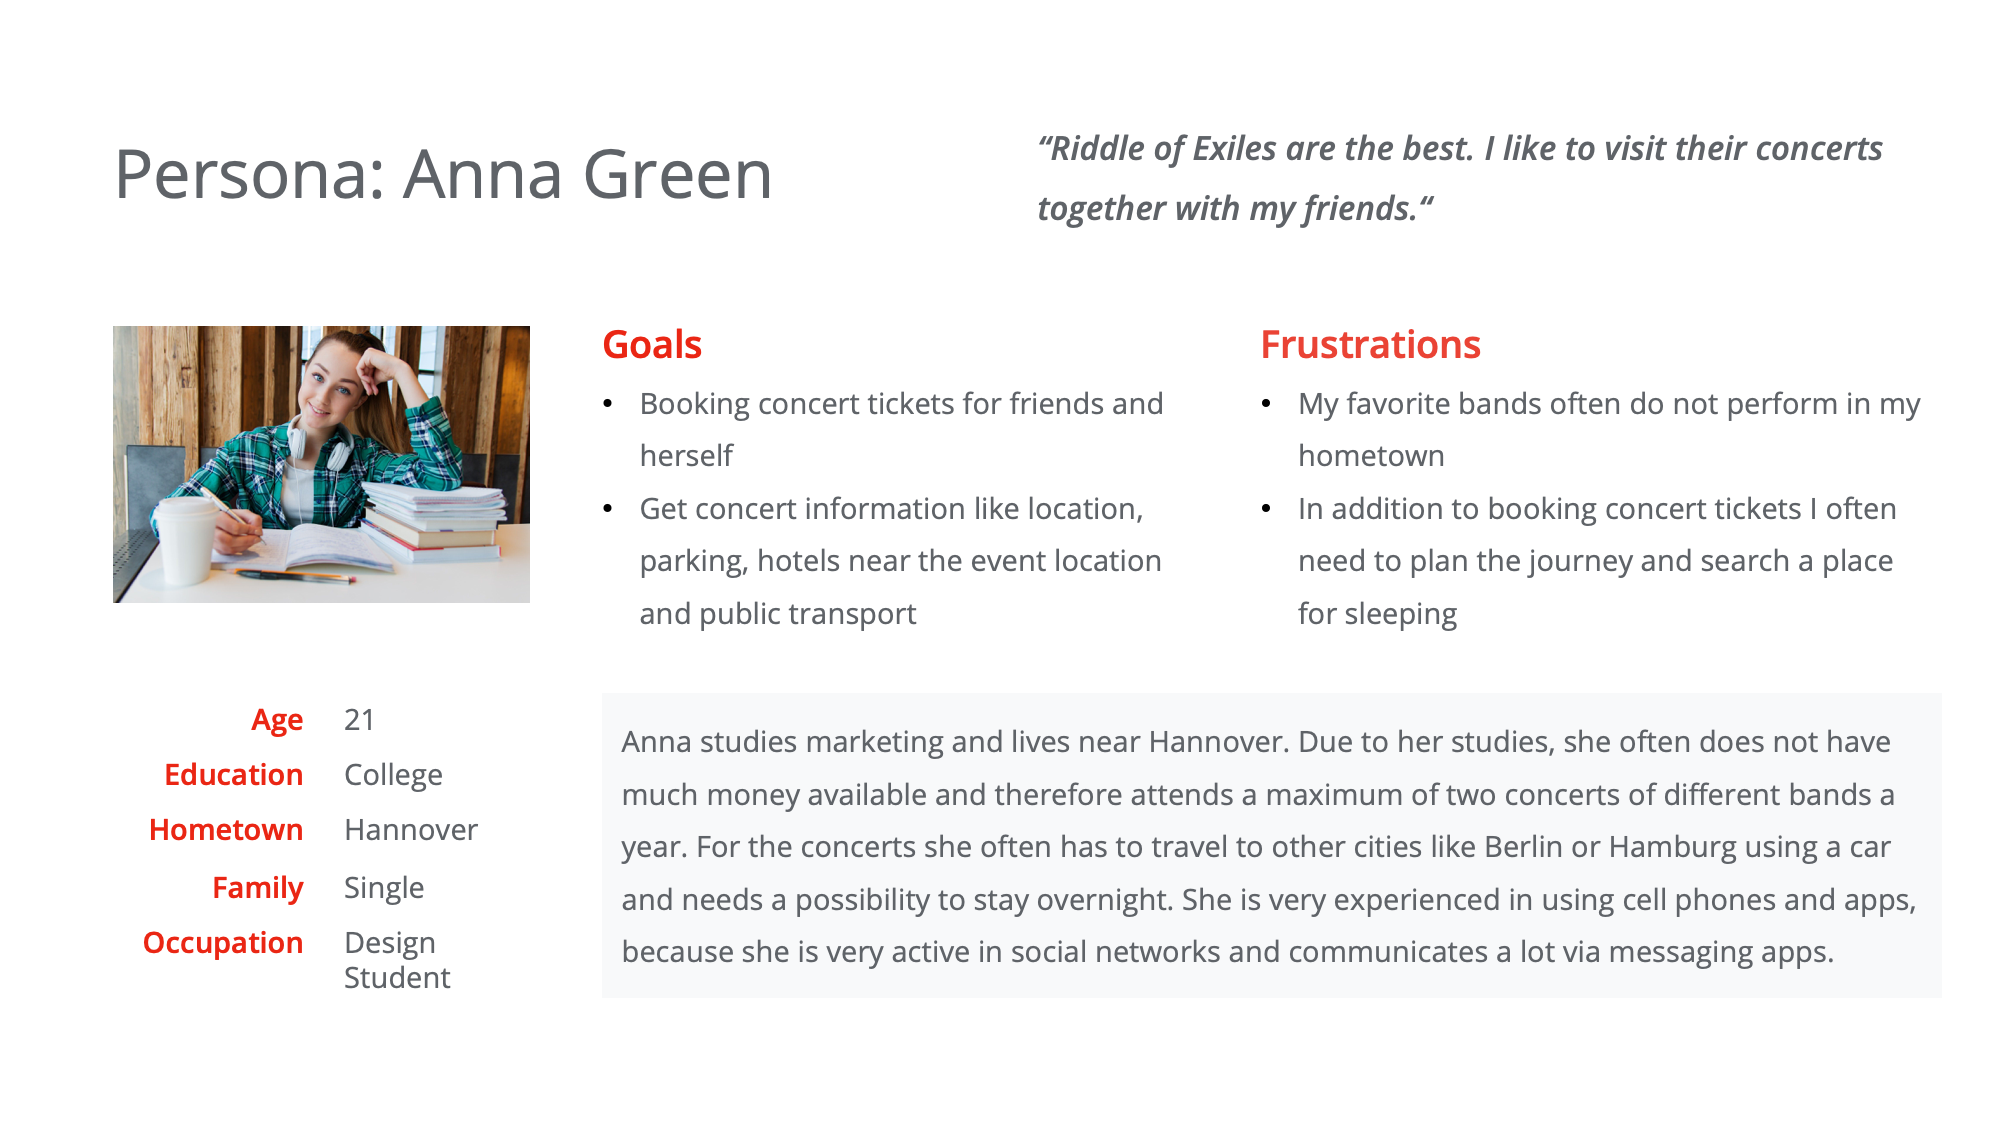 Persona: Anna Green
“Riddle of Exiles are the best. I like to visit their concerts
together with my friends.“
Goals
• Booking concert tickets for friends and
herself
• Get concert information like location,
parking, hotels near the event location
and public transport
Frustrations
• My favorite bands often do not perform in my
hometown
• In addition to booking concert tickets I often
need to plan the journey and search a place
for sleeping
Age 21
Education College
Hometown Hannover
Family Single
Occupation Design
Student
Anna studies marketing and lives near Hannover. Due to her studies, she often does not have
much money available and therefore attends a maximum of two concerts of different bands a
year. For the concerts she often has to travel to other cities like Berlin or Hamburg using a car
and needs a possibility to stay overnight. She is very experienced in using cell phones and apps,
because she is very active in social networks and communicates a lot via messaging apps.